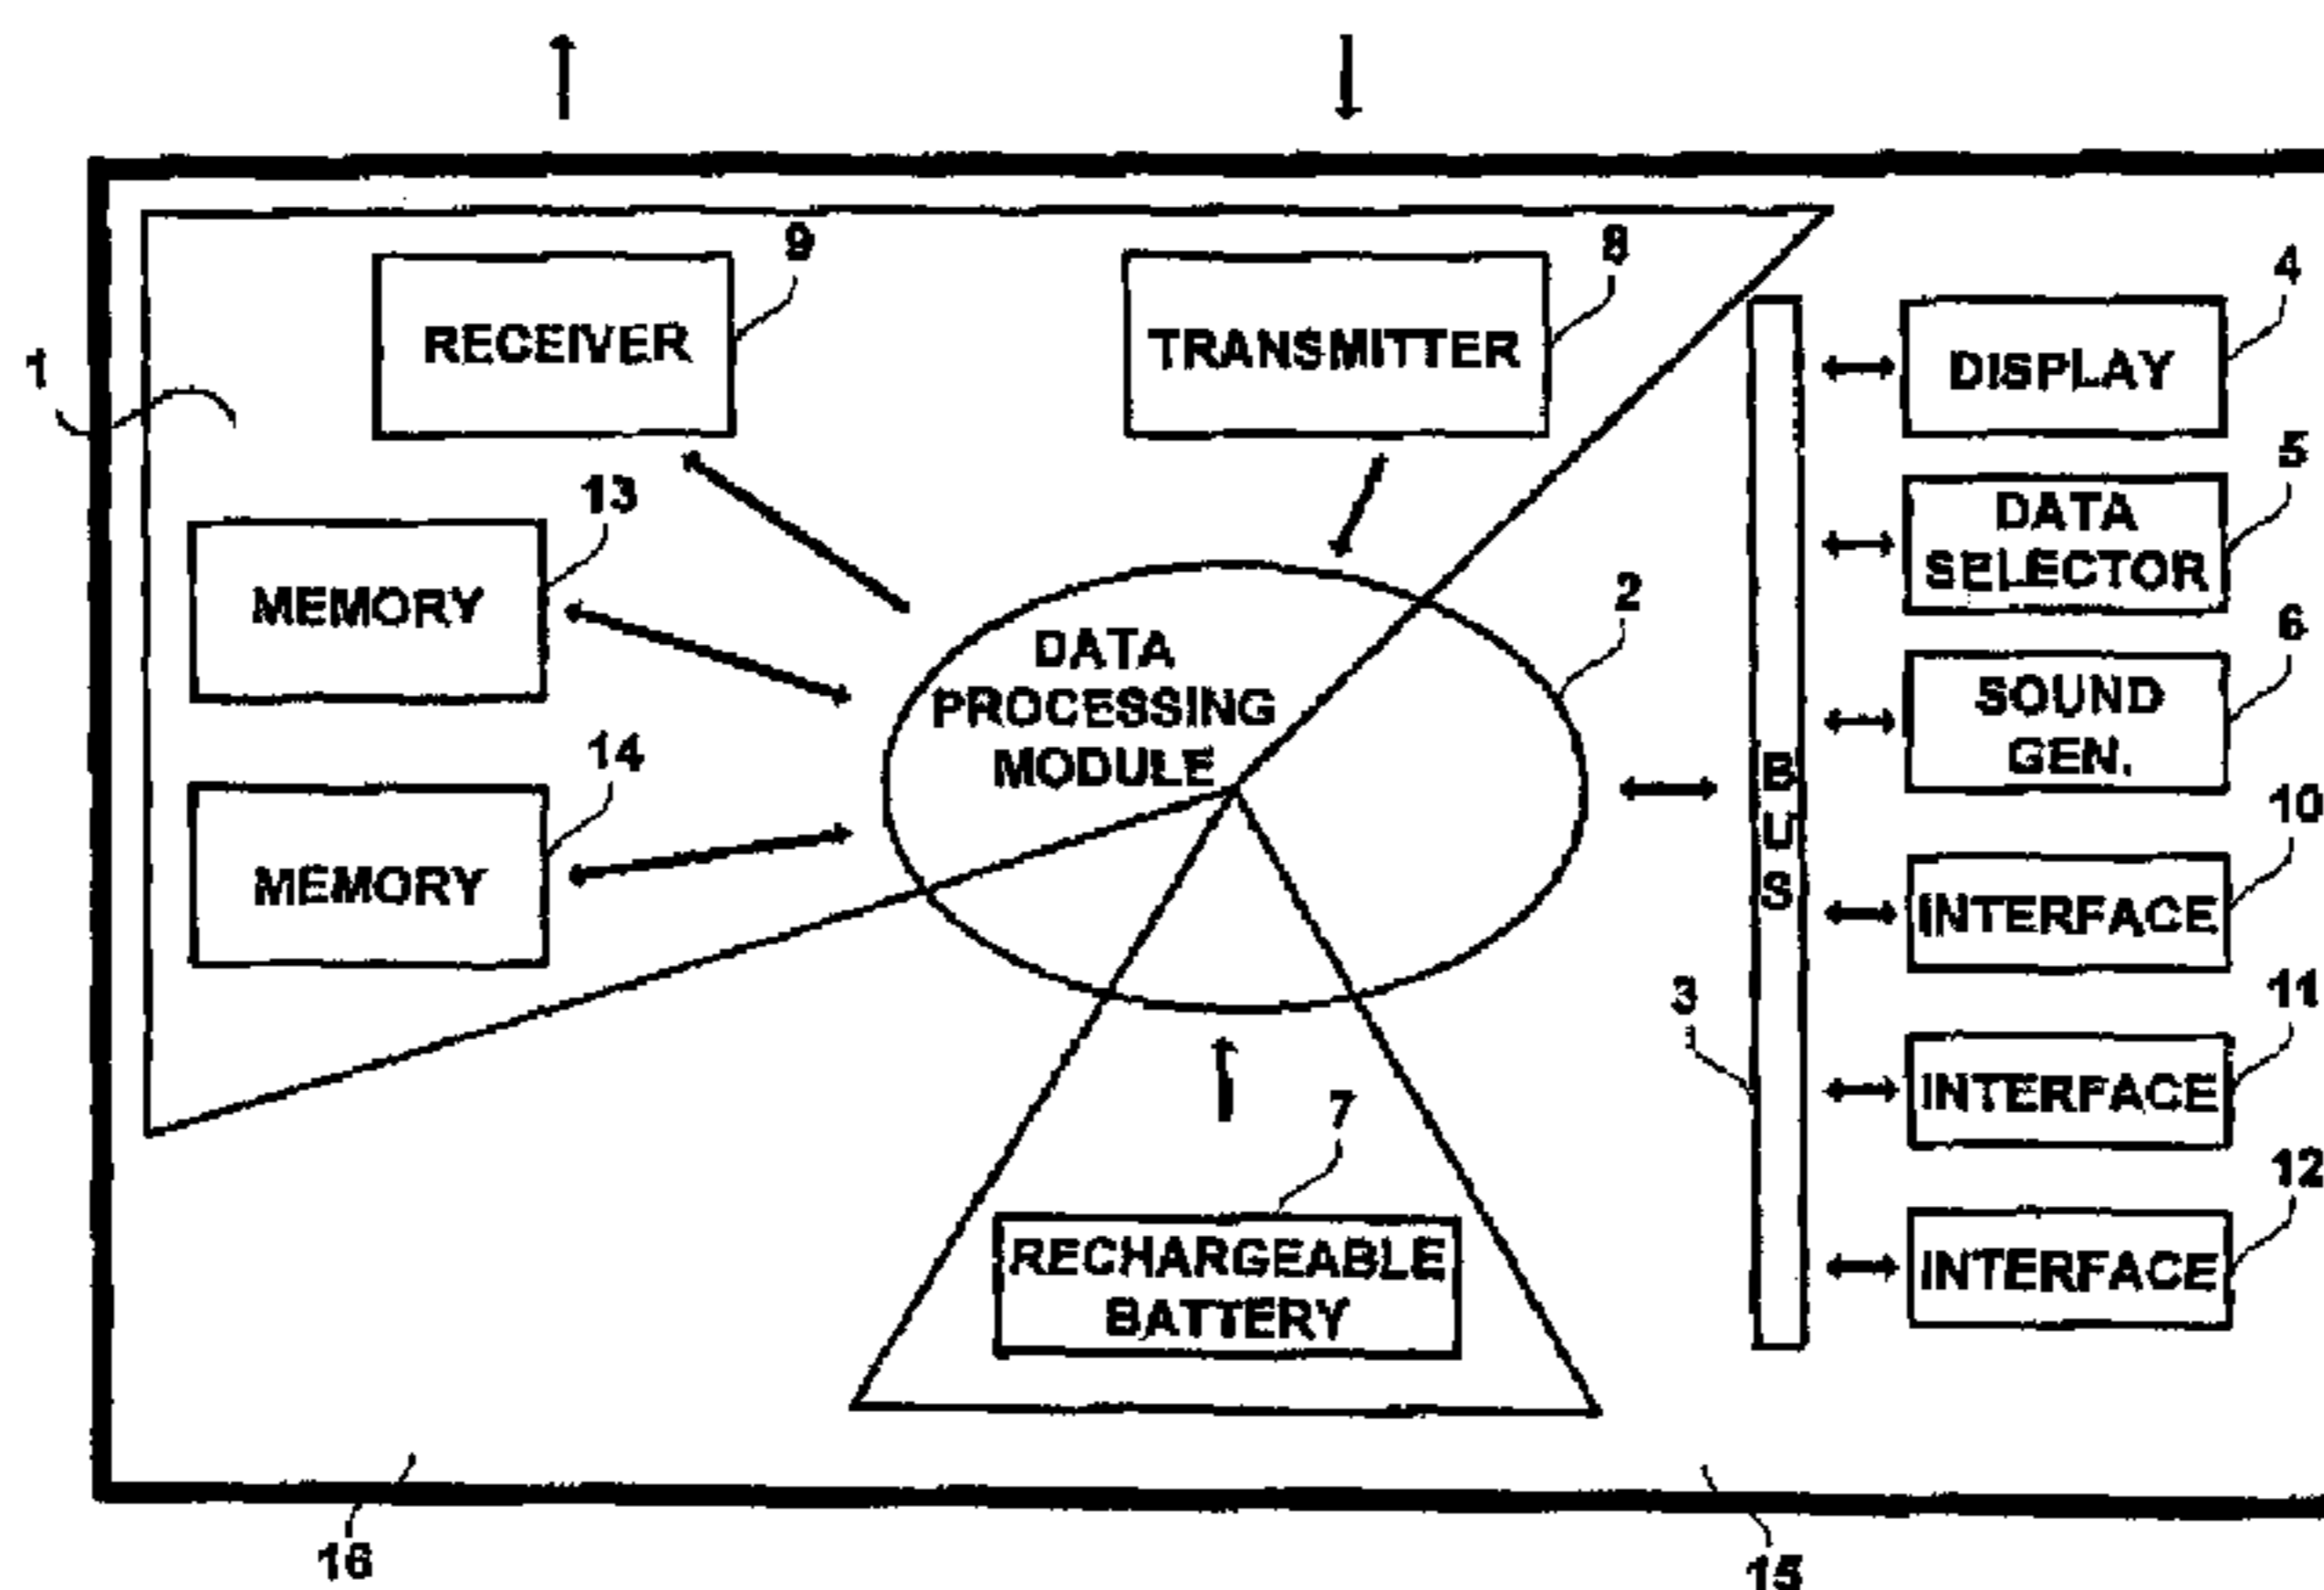 9
8
4
RECEIVER
TRANSMITTER
DISPLAY
1
5
13
DATA
SELECTOR
MEMORY
2
6
DATA
PROCESSING
MODULE
SOUND
GEN.
14
10
MEMORY
BUS
INTERFACE
3
11
INTERFACE
7
12
RECHARGEABLE
BATTERY
INTERFACE
16
15